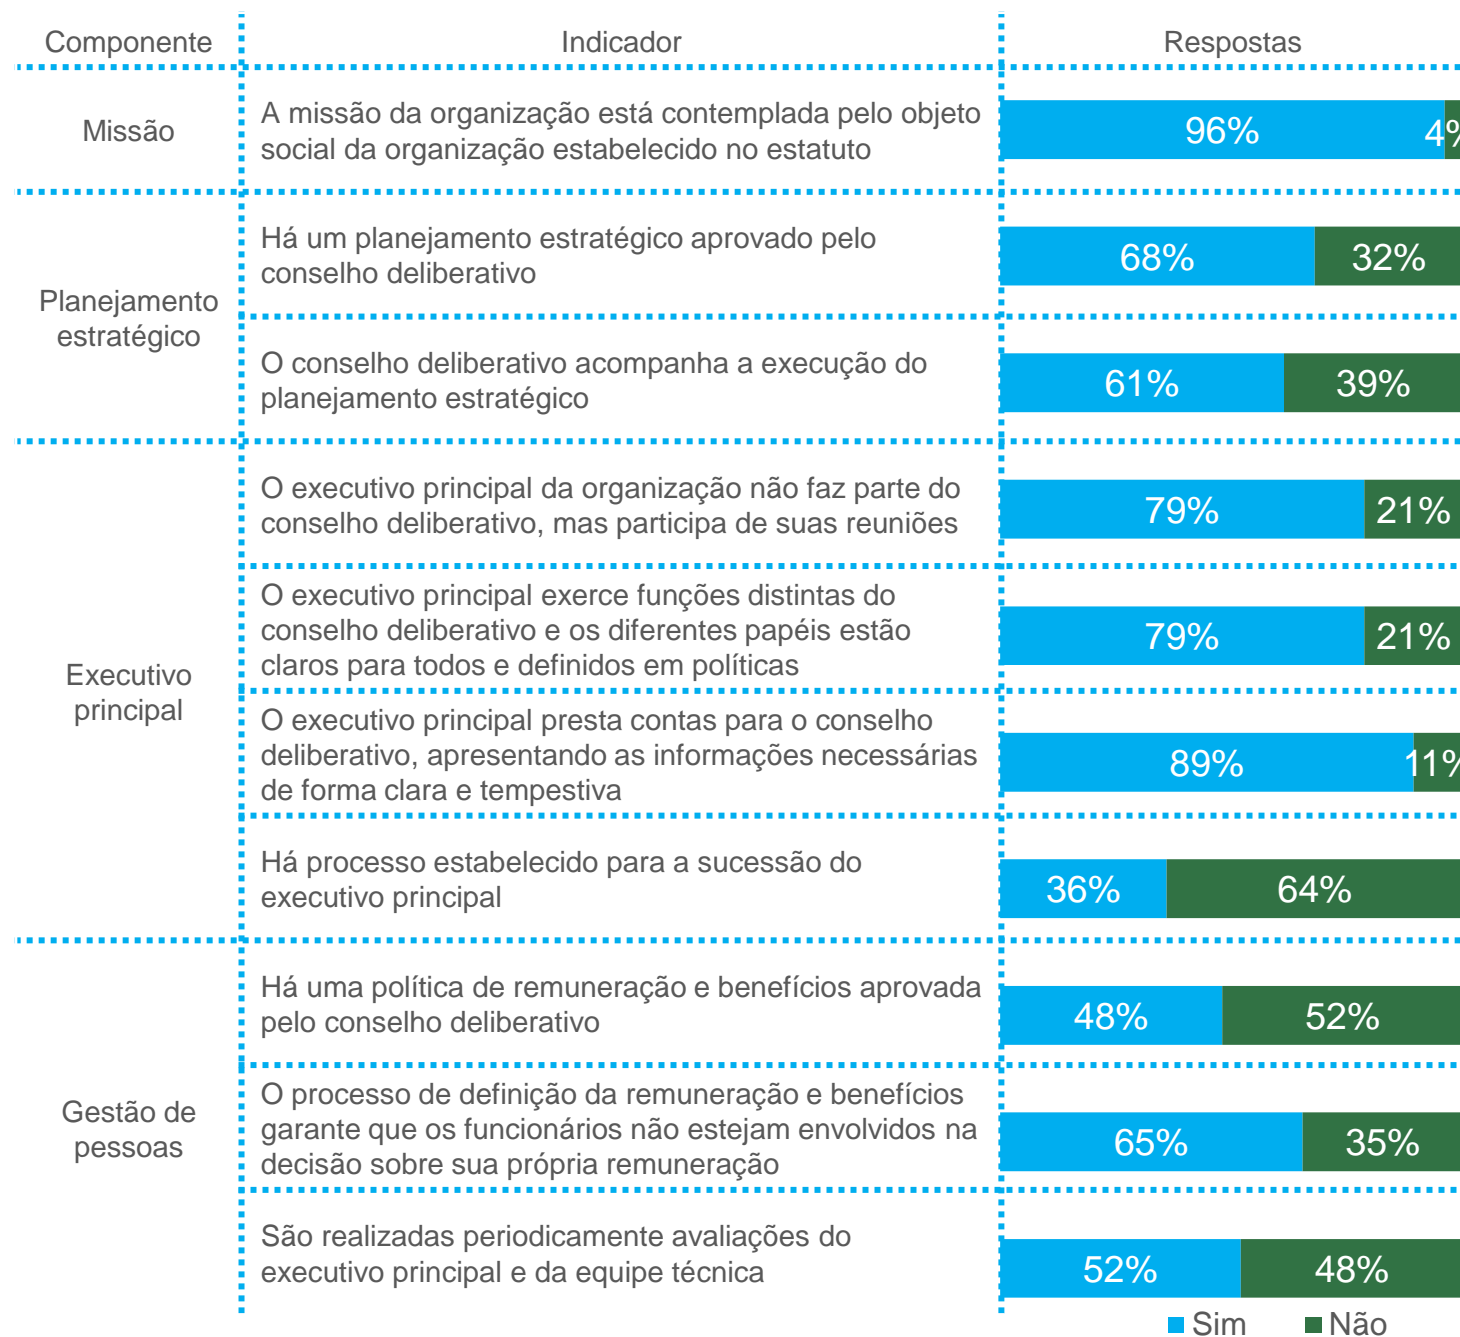 Componente
Indicador
Respostas
Missão
A missão da organização está contemplada pelo objeto
social da organização estabelecido no estatuto
96%
4%
Planejamento
estratégico
Há um planejamento estratégico aprovado pelo
conselho deliberativo
68%
32%
O conselho deliberativo acompanha a execução do
planejamento estratégico
61%
39%
Executivo
principal
O executivo principal da organização não faz parte do
conselho deliberativo, mas participa de suas reuniões
79%
21%
O executivo principal exerce funções distintas do
conselho deliberativo e os diferentes papéis estão
claros para todos e definidos em políticas
79%
21%
O executivo principal presta contas para o conselho
deliberativo, apresentando as informações necessárias
de forma clara e tempestiva
89%
11%
Há processo estabelecido para a sucessão do
executivo principal
36%
64%
Gestão de
pessoas
Há uma política de remuneração e benefícios aprovada
pelo conselho deliberativo
48%
52%
O processo de definição da remuneração e benefícios
garante que os funcionários não estejam envolvidos na
decisão sobre sua própria remuneração
65%
35%
São realizadas periodicamente avaliações do
executivo principal e da equipe técnica
52%
48%
Sim
Não